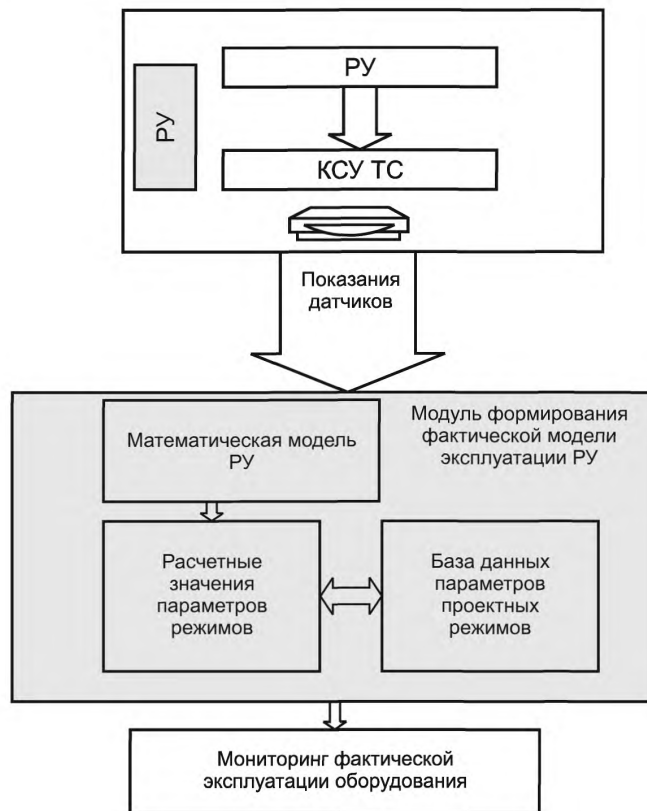 РУ
РУ
КСУ ТС
Показания
датчиков
Модуль формирования
фактической модели
эксплуатации РУ
Математическая модель
РУ
Расчетные
значения
параметров
режимов
База данных
параметров
проектных
режимов
Мониторинг фактической
эксплуатации оборудования